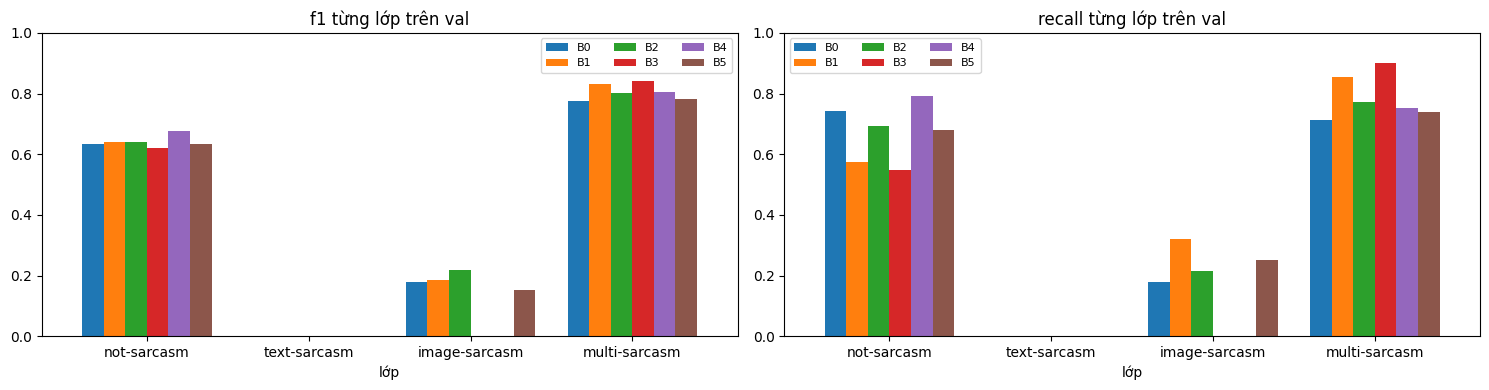 f1 từng lớp trên val
1.0
0.8
0.6
0.4
0.2
0.0
B0 B2 B4
B1 B3 B5
not-sarcasm text-sarcasm image-sarcasm multi-sarcasm
lớp
recall từng lớp trên val
1.0
0.8
0.6
0.4
0.2
0.0
B0 B2 B4
B1 B3 B5
not-sarcasm text-sarcasm image-sarcasm multi-sarcasm
lớp